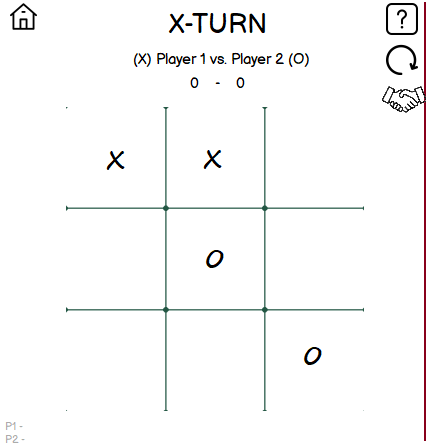 X-TURN
?
(X) Player 1 vs. Player 2 (O)
0 - 0
X X
O
O
P1 -
P2 -